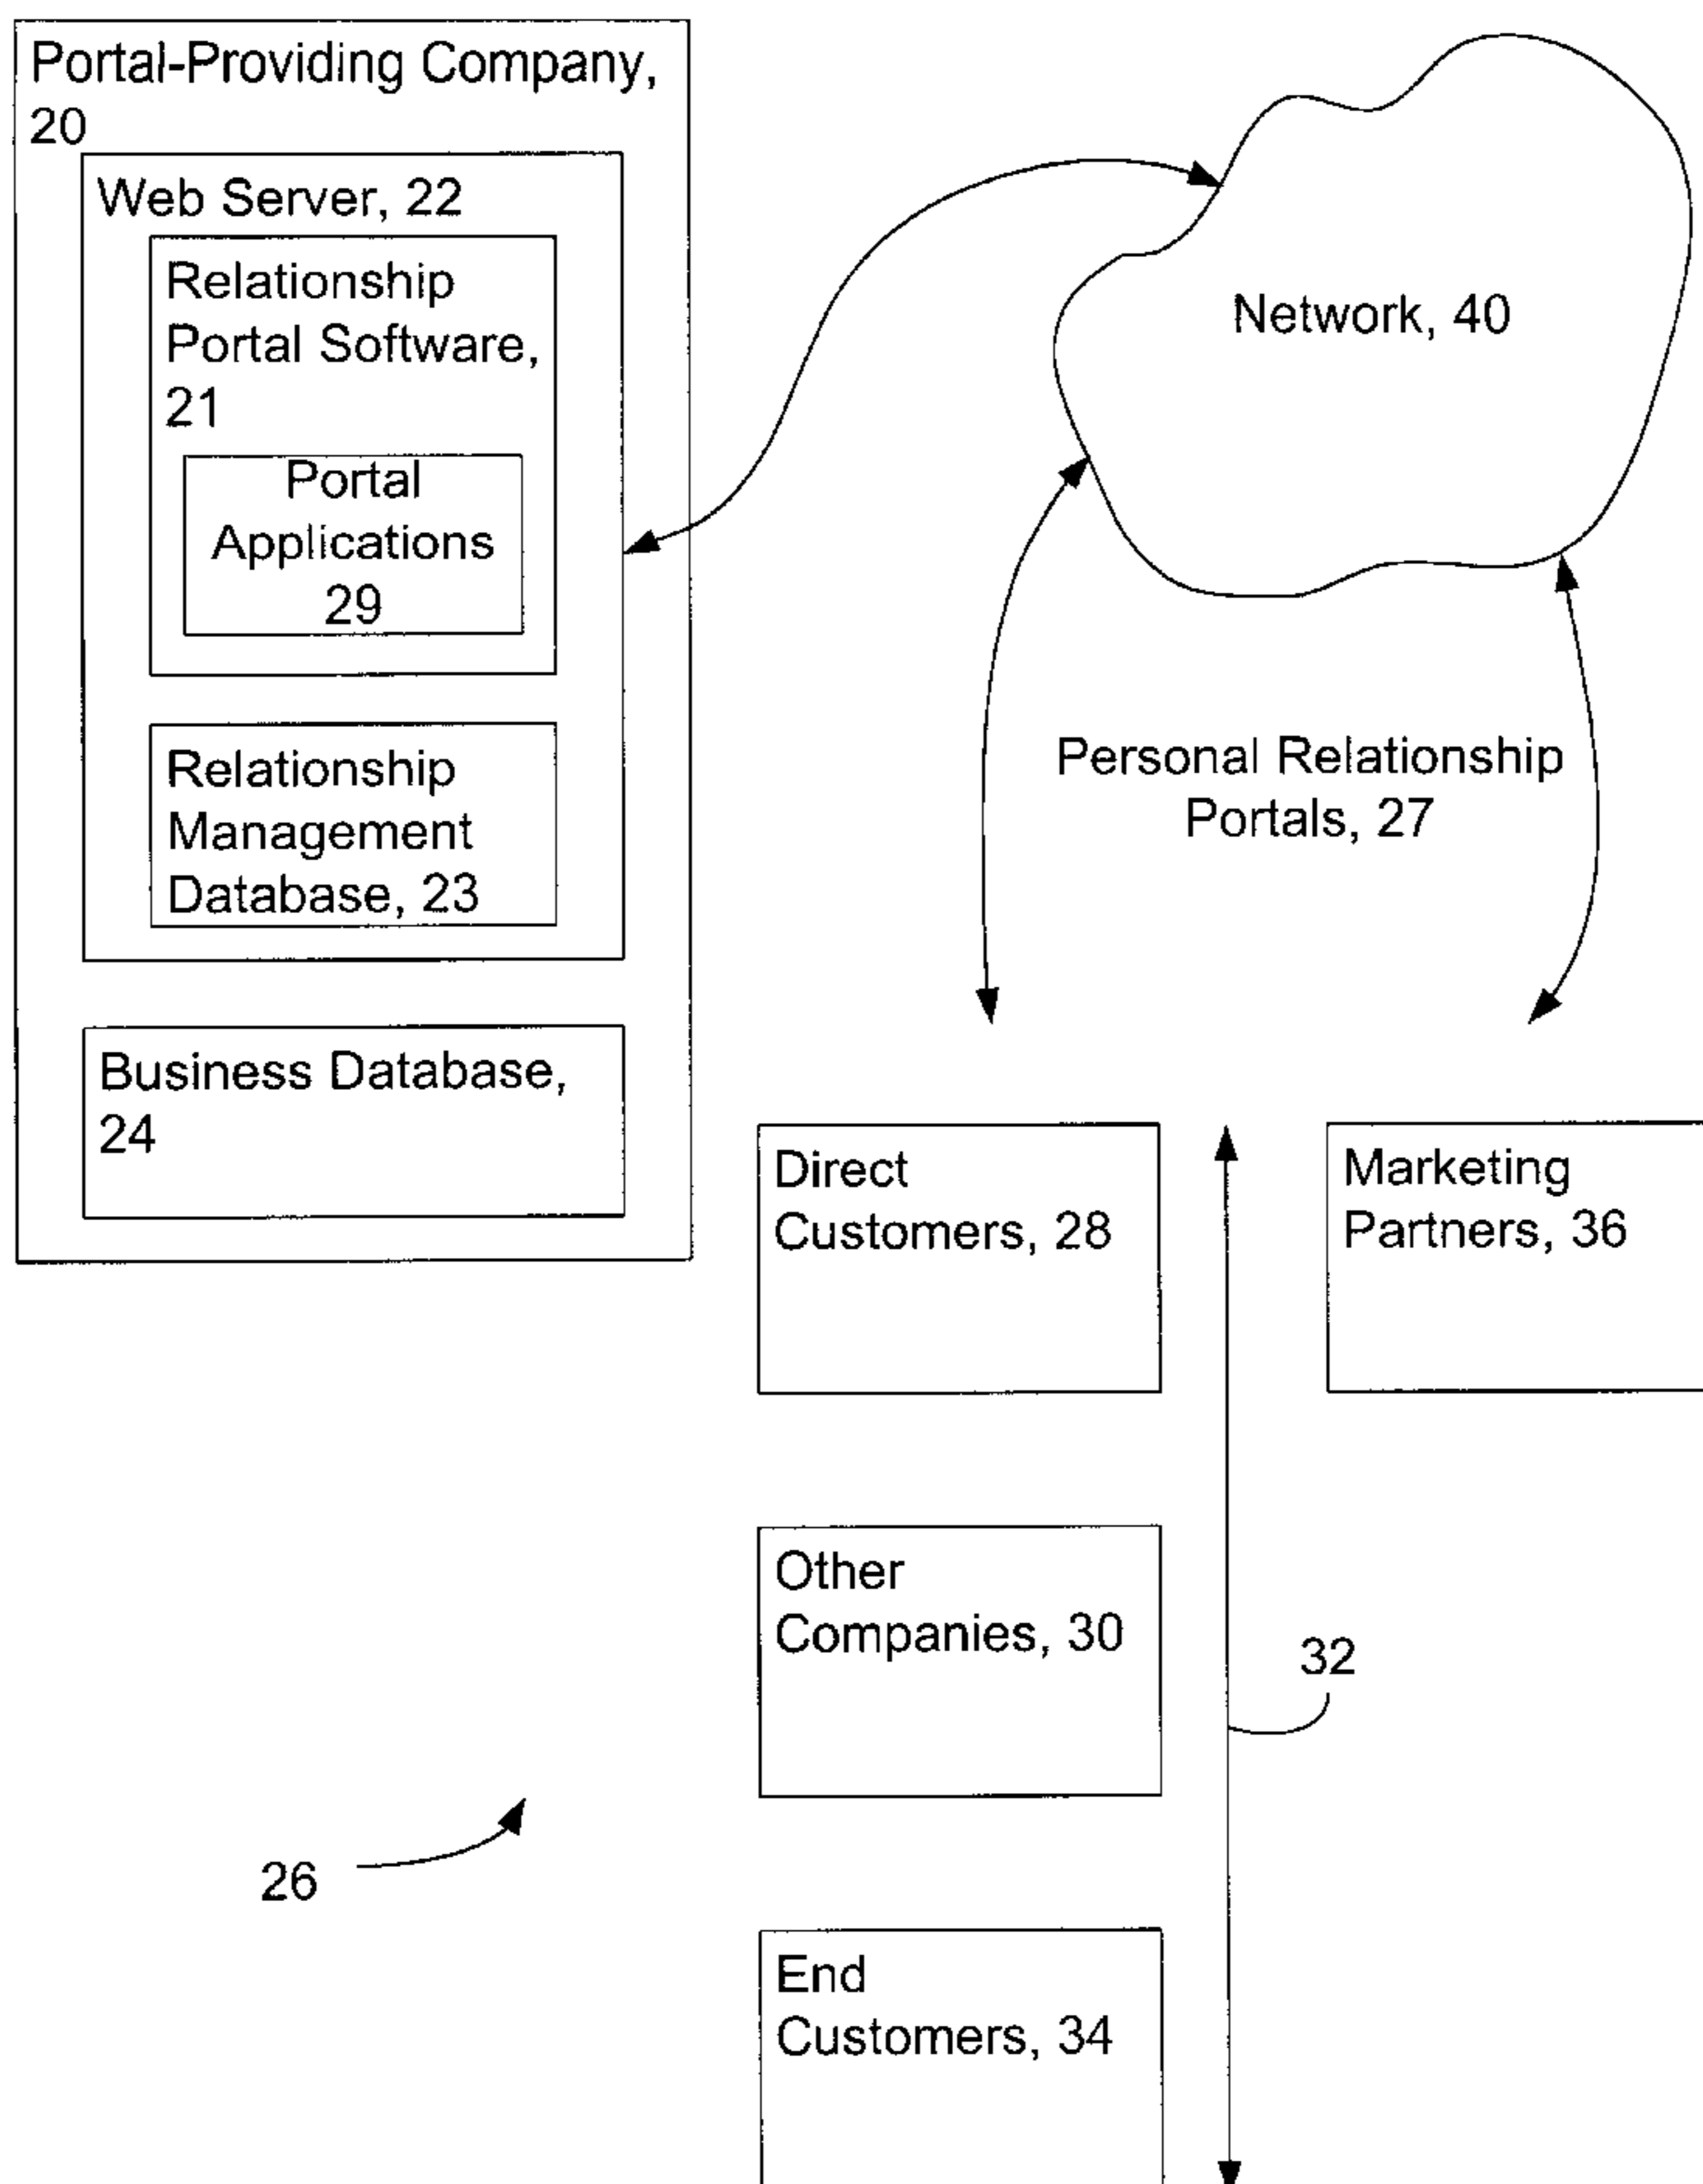 Portal-Providing Company,
20
Web Server, 22
Relationship
Portal Software,
21
Portal
Applications
29
Relationship
Management
Database, 23
Business Database,
24
Network, 40
Personal Relationship
Portals, 27
Direct
Customers, 28
Marketing
Partners, 36
Other
Companies, 30
32
26
End
Customers, 34